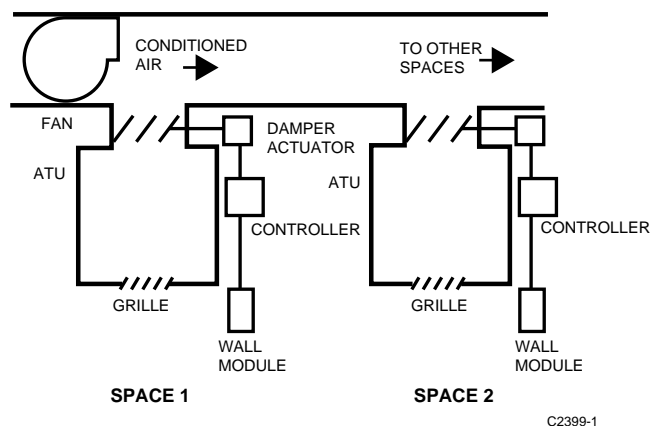 CONDITIONED
AIR
TO OTHER
SPACES
FAN
DAMPER
ACTUATOR
ATU
ATU
CONTROLLER
CONTROLLER
GRILLE
GRILLE
WALL
MODULE
WALL
MODULE
SPACE 1
SPACE 2
C2399-1